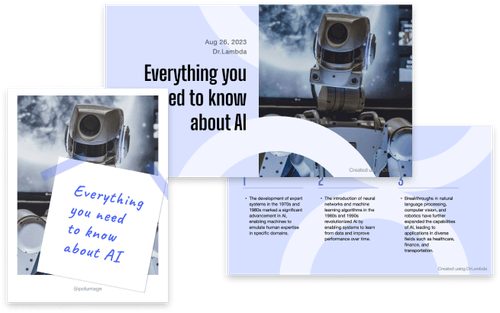 Aug 26, 2023
Dr.Lambda
Everything you
ed to know
about AI
Created us
Everything
you need
to know
about AI
@pollumage
1
2
3
• The development of expert
systems in the 1970s and
1980s marked a significant
advancement in AI,
enabling machines to
emulate human expertise
in specific domains.
• The introduction of neural
networks and machine
learning algorithms in the
1980s and 1990s
revolutionized AI by
enabling systems to learn
from data and improve
performance over time.
• Breakthroughs in natural
language processing,
computer vision, and
robotics have further
expanded the capabilities
of AI, leading to
applications in diverse
fields such as healthcare,
finance, and
transportation.
Created using Dr.Lambda